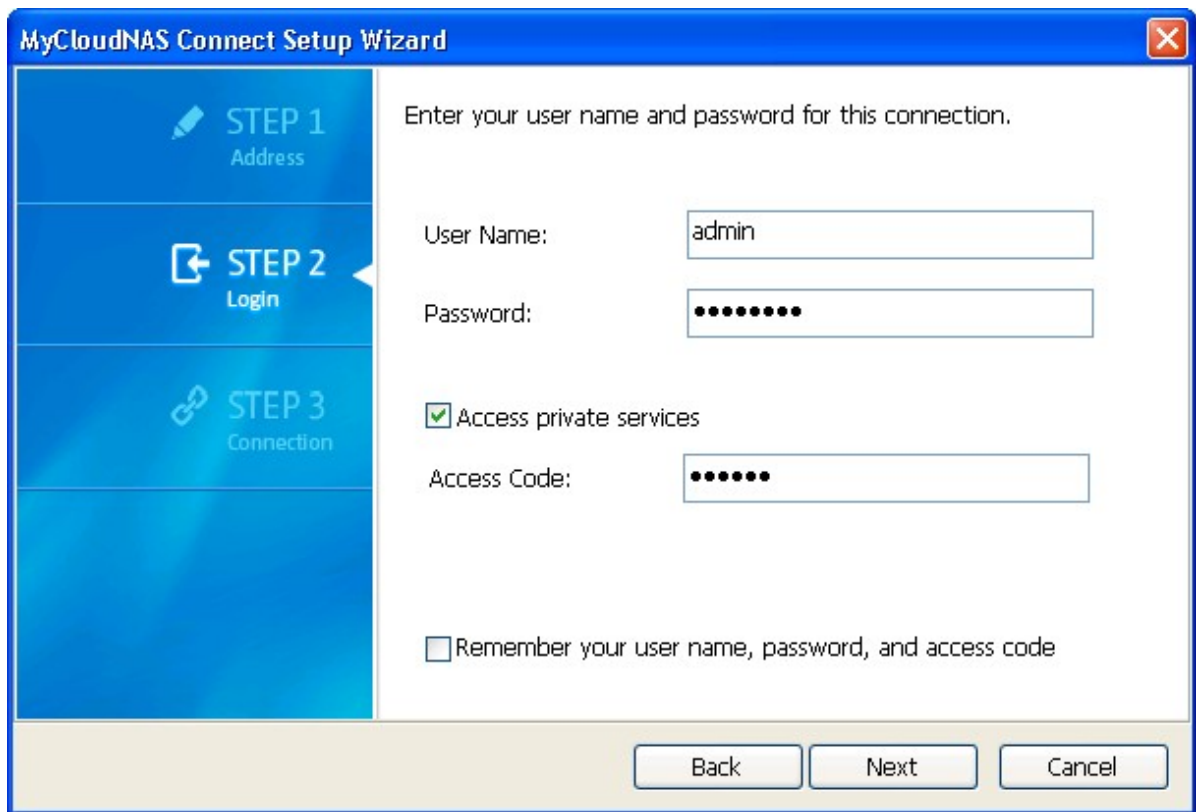 MyCloudNAS Connect Setup Wizard
STEP 1
Address
STEP 2
Login
STEP 3
Connection
Enter your user name and password for this connection.
User Name:
admin
Password:
••••••••
Access private services
Access Code:
••••••
Remember your user name, password, and access code
Back
Next
Cancel